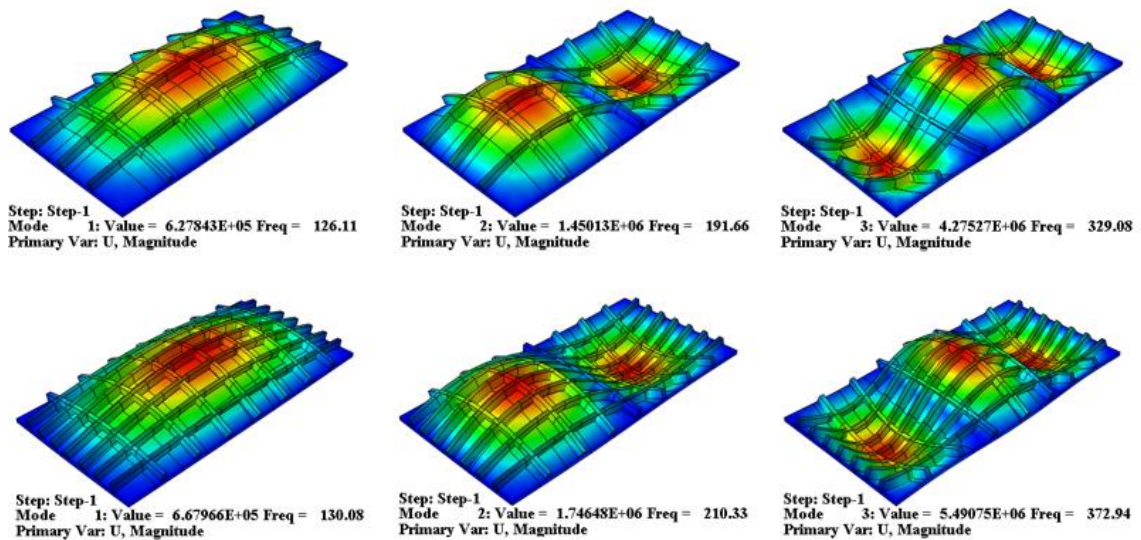 Step: Step-1
Mode 1: Value = 6.27843E+05 Freq = 126.11
Primary Var: U, Magnitude
Step: Step-1
Mode 2: Value = 1.45013E+06 Freq = 191.66
Primary Var: U, Magnitude
Step: Step-1
Mode 3: Value = 4.27527E+06 Freq = 329.08
Primary Var: U, Magnitude
Step: Step-1
Mode 1: Value = 6.67966E+05 Freq = 130.08
Primary Var: U, Magnitude
Step: Step-1
Mode 2: Value = 1.74648E+06 Freq = 210.33
Primary Var: U, Magnitude
Step: Step-1
Mode 3: Value = 5.49075E+06 Freq = 372.94
Primary Var: U, Magnitude